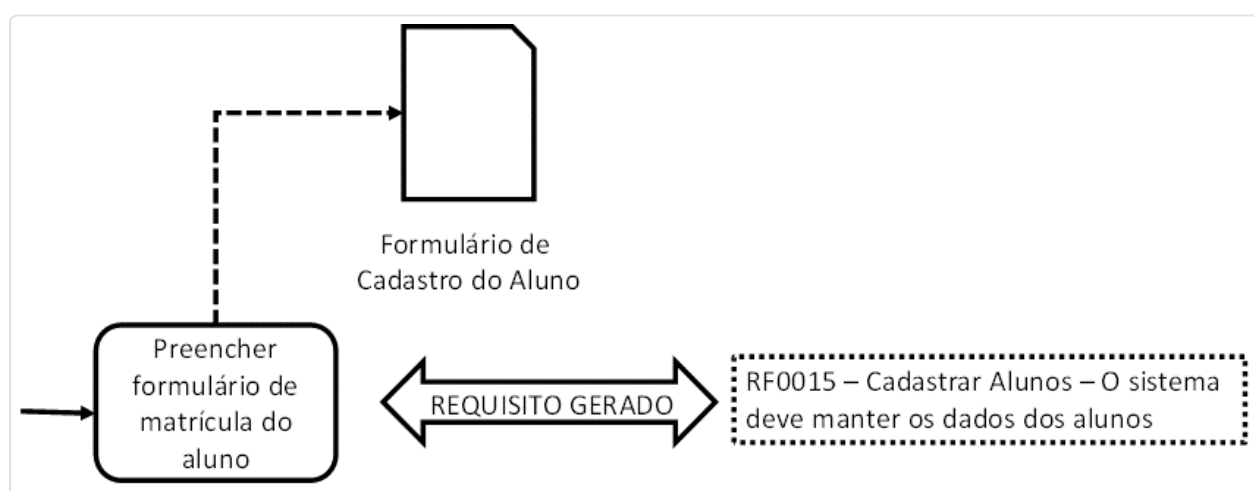 Formulário de
Cadastro do Aluno
Preencher
formulário de
matrícula do
aluno
REQUISITO GERADO
RF0015 – Cadastrar Alunos – O sistema
deve manter os dados dos alunos